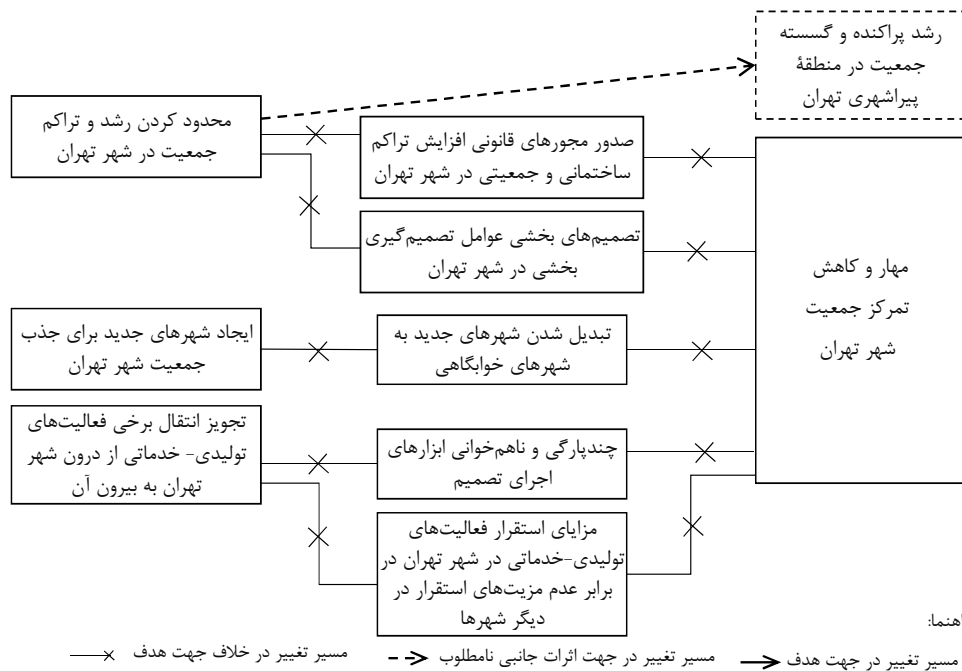 رشد پراکنده و گسسته
جمعیت در منطقهٔ
پیراشهری تهران
محدود کردن رشد و تراکم
جمعیت در شهر تهران
صدور مجورهای قانونی افزایش تراکم
ساختمانی و جمعیتی در شهر تهران
تصمیم‌های بخشی عوامل تصمیم‌گیری
بخشی در شهر تهران
مهار و کاهش
تمرکز جمعیت
شهر تهران
ایجاد شهرهای جدید برای جذب
جمعیت شهر تهران
تبدیل شدن شهرهای جدید به
شهرهای خوابگاهی
تجویز انتقال برخی فعالیت‌های
تولیدی- خدماتی از درون شهر
تهران به بیرون آن
چندپارگی و ناهم‌خوانی ابزارهای
اجرای تصمیم
مزایای استقرار فعالیت‌های
تولیدی-خدماتی در شهر تهران در
برابر عدم مزیت‌های استقرار در
دیگر شهرها
اهنما:
مسیر تغییر در جهت هدف
مسیر تغییر در جهت اثرات جانبی نامطلوب
مسیر تغییر در خلاف جهت هدف